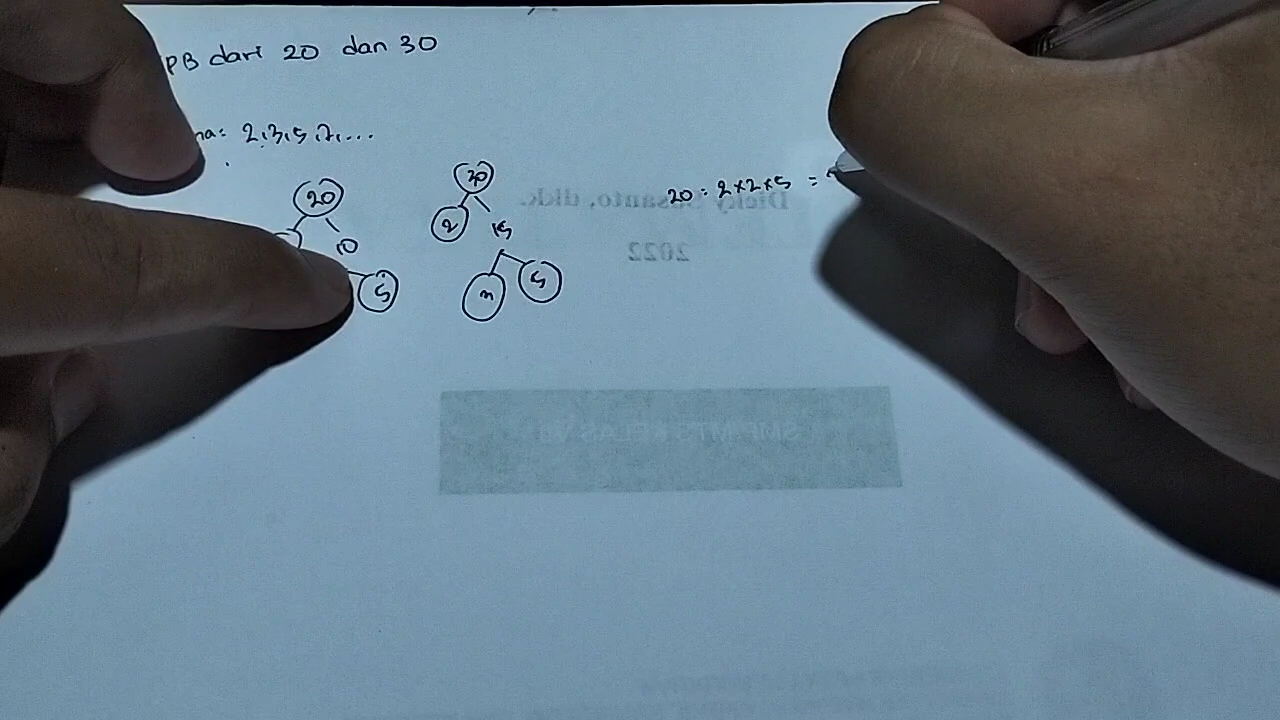 PB dari 20 dan 30
na: 2,3,5,7,...
20
30
10
2
15
5
3
5
20 : 2×2×5 =
Dicky Susanto, dkk.
2022